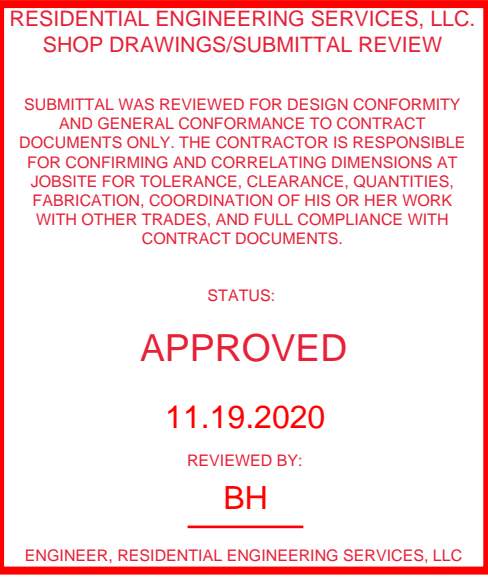 RESIDENTIAL ENGINEERING SERVICES, LLC.
SHOP DRAWINGS/SUBMITTAL REVIEW
SUBMITTAL WAS REVIEWED FOR DESIGN CONFORMITY
AND GENERAL CONFORMANCE TO CONTRACT
DOCUMENTS ONLY. THE CONTRACTOR IS RESPONSIBLE
FOR CONFIRMING AND CORRELATING DIMENSIONS AT
JOBSITE FOR TOLERANCE, CLEARANCE, QUANTITIES,
FABRICATION, COORDINATION OF HIS OR HER WORK
WITH OTHER TRADES, AND FULL COMPLIANCE WITH
CONTRACT DOCUMENTS.
STATUS:
APPROVED
11.19.2020
REVIEWED BY:
BH
ENGINEER, RESIDENTIAL ENGINEERING SERVICES, LLC